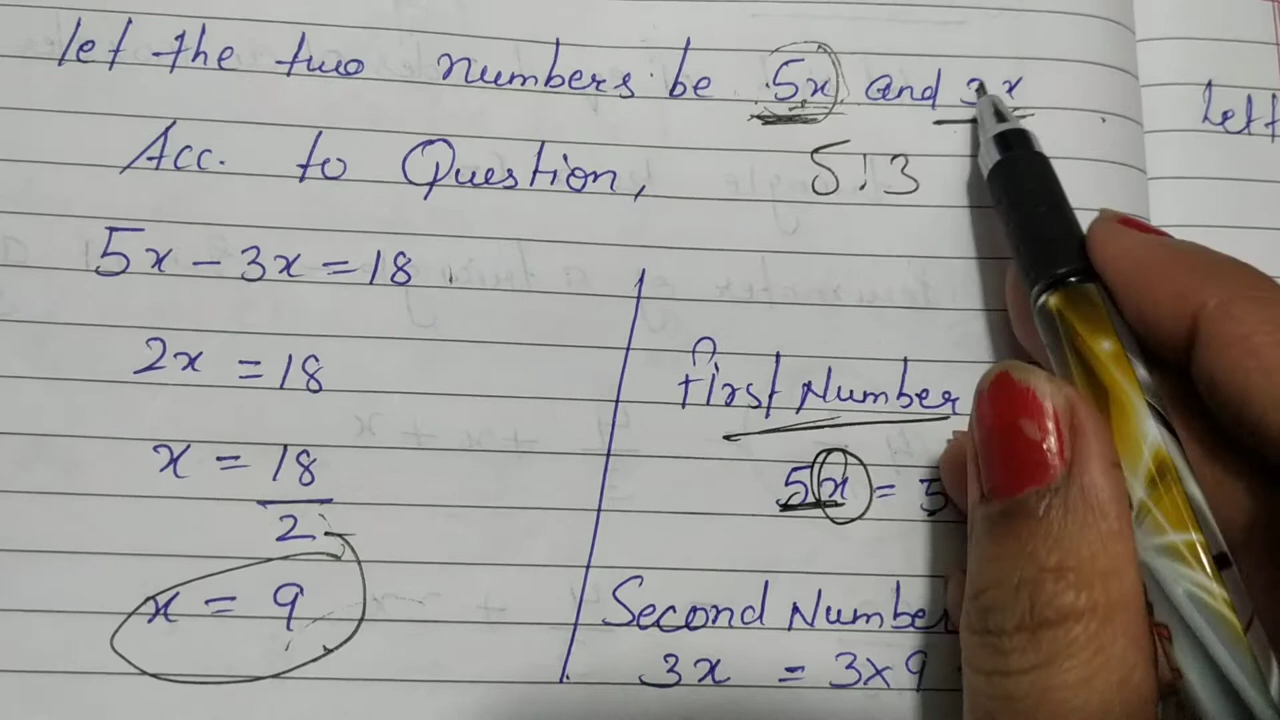 let the two numbers be 5x and 3x
5:3
Acc. to Question,
5x - 3x = 18
2x = 18
x = 18
2
x = 9
First Number
5x = 5
Second Number
3x = 3x9